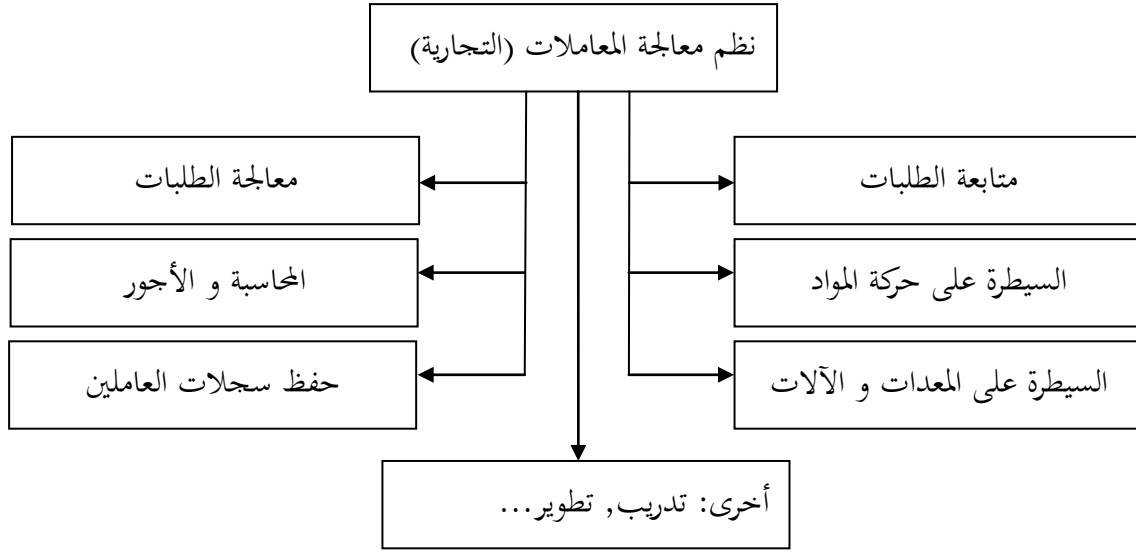 نظم معالجة المعاملات (التجارية)
متابعة الطلبات
معالجة الطلبات
السيطرة على حركة المواد
المحاسبة و الأجور
السيطرة على المعدات و الآلات
حفظ سجلات العاملين
أخرى: تدريب, تطوير...